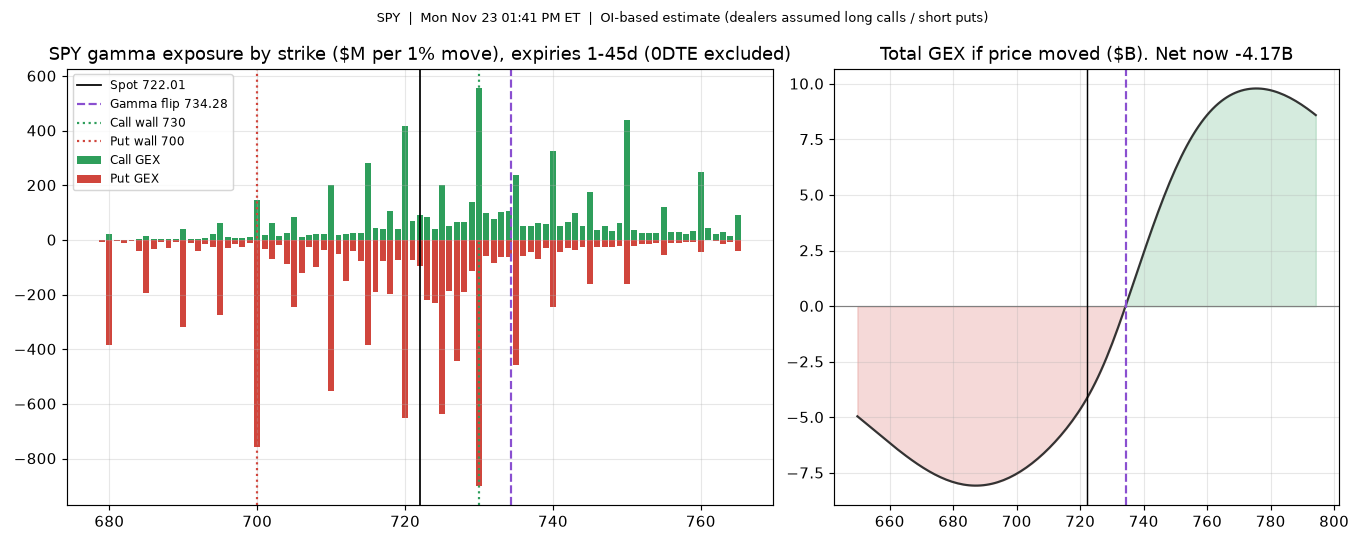 SPY | Mon Nov 23 01:41 PM ET | OI-based estimate (dealers assumed long calls / short puts)
SPY gamma exposure by strike ($M per 1% move), expiries 1-45d (0DTE excluded)
Spot 722.01
Gamma flip 734.28
Call wall 730
Put wall 700
Call GEX
Put GEX
600
400
200
0
−200
−400
−600
−800
680 700 720 740 760
Total GEX if price moved ($B). Net now -4.17B
10.0
7.5
5.0
2.5
0.0
−2.5
−5.0
−7.5
660 680 700 720 740 760 780 800